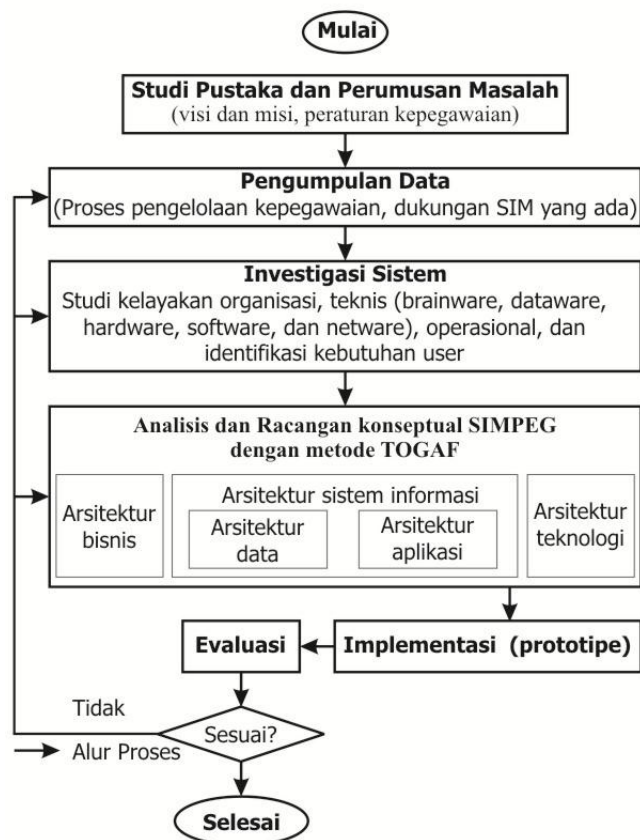 Mulai
Studi Pustaka dan Perumusan Masalah
(visi dan misi, peraturan kepegawaian)
Pengumpulan Data
(Proses pengelolaan kepegawaian, dukungan SIM yang ada)
Investigasi Sistem
Studi kelayakan organisasi, teknis (brainware, dataware,
hardware, software, dan netware), operasional, dan
identifikasi kebutuhan user
Analisis dan Racangan konseptual SIMPEG
dengan metode TOGAF
Arsitektur
bisnis
Arsitektur sistem informasi
Arsitektur
data
Arsitektur
aplikasi
Arsitektur
teknologi
Evaluasi
Implementasi (prototipe)
Tidak
Sesuai?
Alur Proses
Selesai